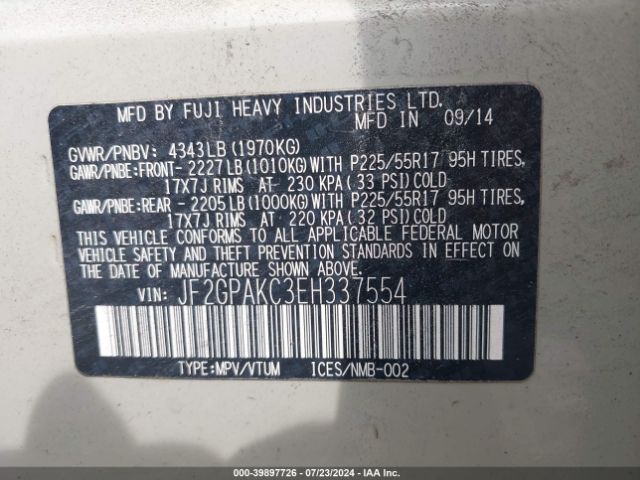 MFD BY FUJI HEAVY INDUSTRIES LTD.
MFD IN 09/14
GVWR/PNBV: 4343LB (1970KG)
GAWR/PNBE:FRONT- 2227LB(1010KG)WITH P225/55R17 95H TIRES,
17X7J RIMS AT 230 KPA( 33 PSI)COLD
GAWR/PNBE:REAR - 2205LB(1000KG)WITH P225/55R17 95H TIRES,
17X7J RIMS AT 220 KPA( 32 PSI)COLD
THIS VEHICLE CONFORMS TO ALL APPLICABLE FEDERAL MOTOR
VEHICLE SAFETY AND THEFT PREVENTION STANDARDS IN EFFECT
ON THE DATE OF MANUFACTURE SHOWN ABOVE.
VIN: JF2GPAKC3EH337554
TYPE:MPV/VTUM ICES/NMB-002
000-39897726 - 07/23/2024 - IAAI.com